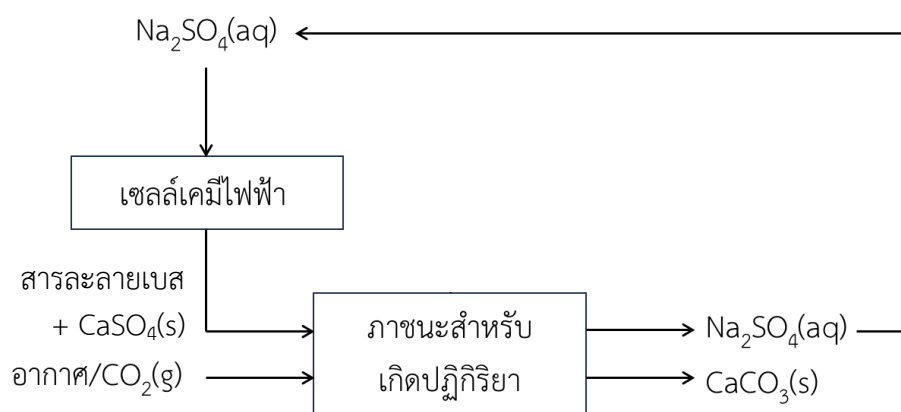 Na₂SO₄(aq)
เซลล์เคมีไฟฟ้า
สารละลายเบส
+ CaSO₄(s)
อากาศ/CO₂(g)
ภาชนะสำหรับ
เกิดปฏิกิริยา
Na₂SO₄(aq)
CaCO₃(s)